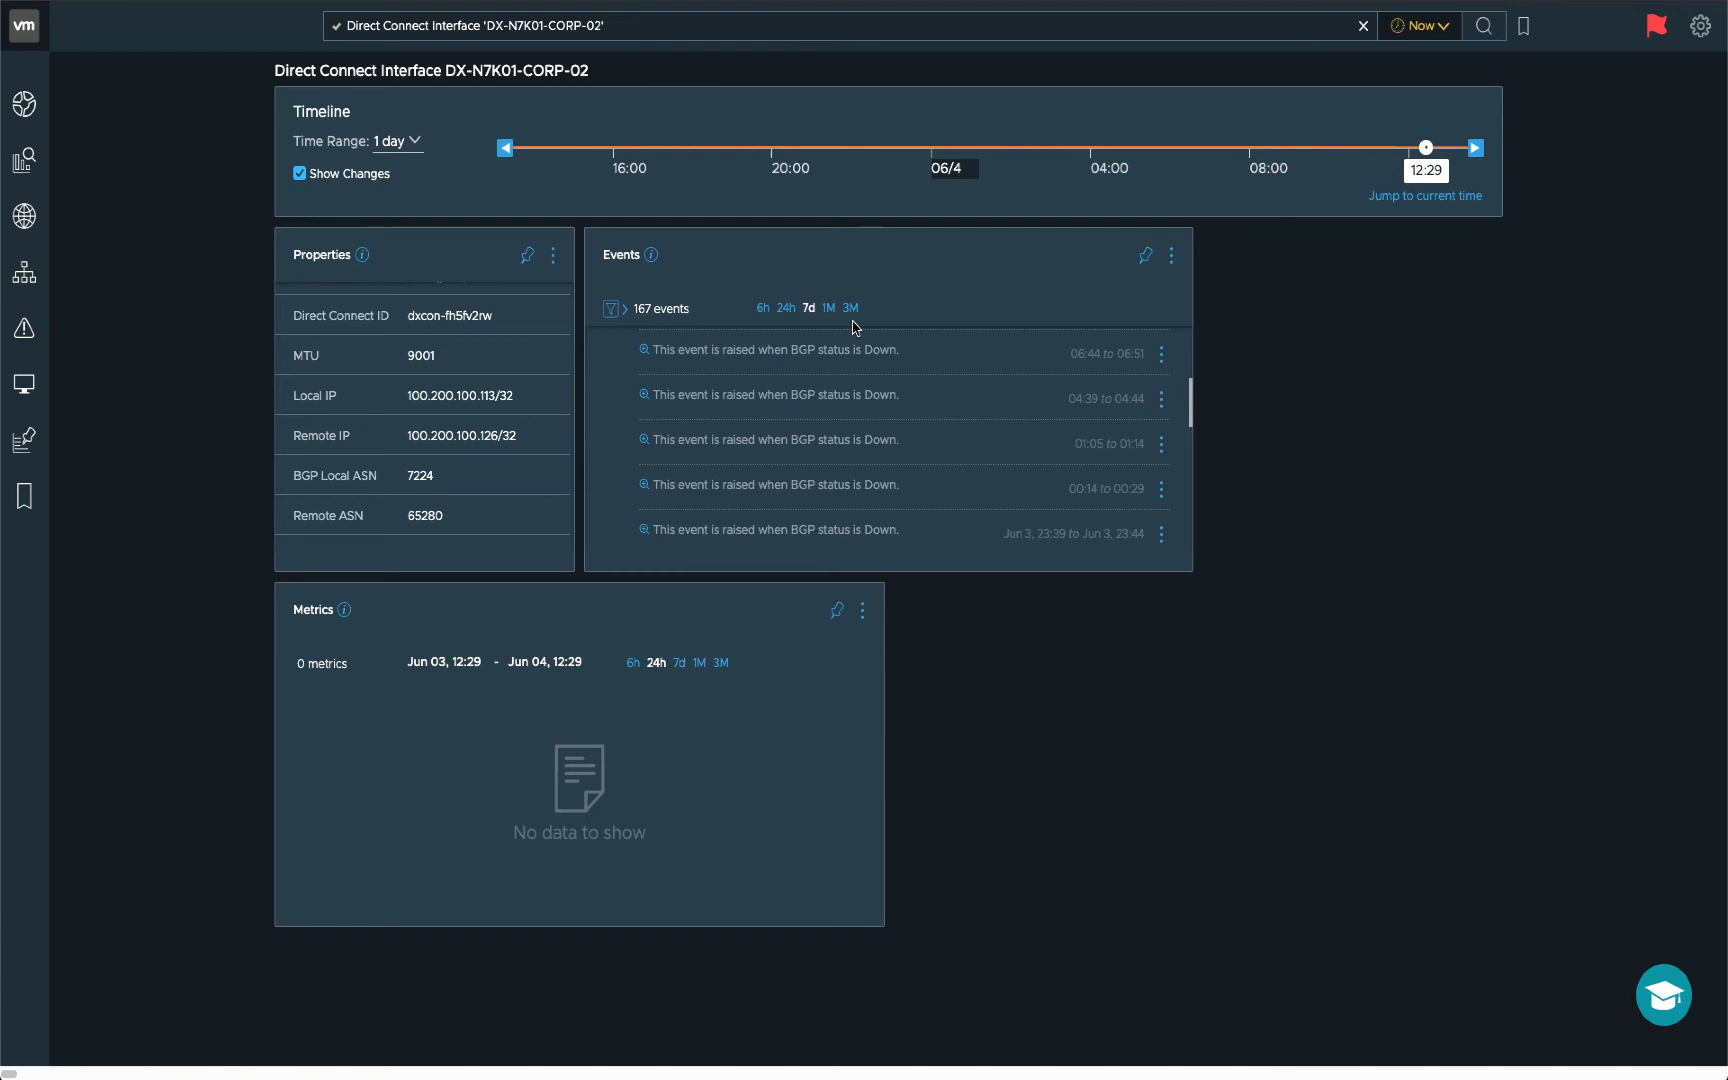 vm
Direct Connect Interface 'DX-N7K01-CORP-02'
Now
Direct Connect Interface DX-N7K01-CORP-02
Timeline
Time Range: 1 day
Show Changes
16:00 20:00 06/4 04:00 08:00 12:29
Jump to current time
Properties
Direct Connect ID dxcon-fh5fv2rw
MTU 9001
Local IP 100.200.100.113/32
Remote IP 100.200.100.126/32
BGP Local ASN 7224
Remote ASN 65280
Events
167 events 6h 24h 7d 1M 3M
This event is raised when BGP status is Down. 06:44 to 06:51
This event is raised when BGP status is Down. 04:39 to 04:44
This event is raised when BGP status is Down. 01:05 to 01:14
This event is raised when BGP status is Down. 00:14 to 00:29
This event is raised when BGP status is Down. Jun 3, 23:39 to Jun 3, 23:44
Metrics
0 metrics Jun 03, 12:29 - Jun 04, 12:29 6h 24h 7d 1M 3M
No data to show